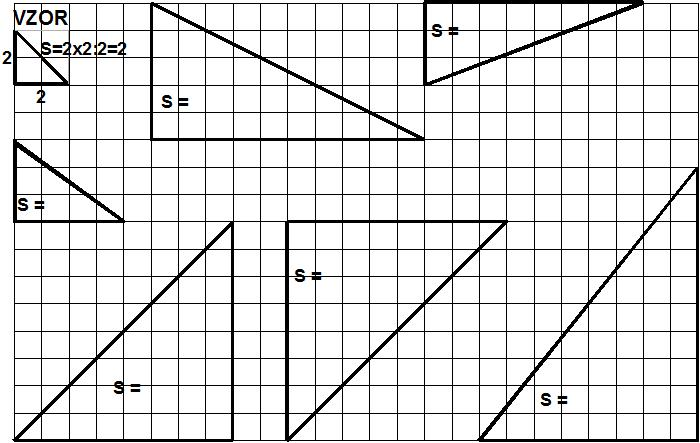 VZOR
S=2x2:2=2
2
2
S =
S =
S =
S =
S =
S =